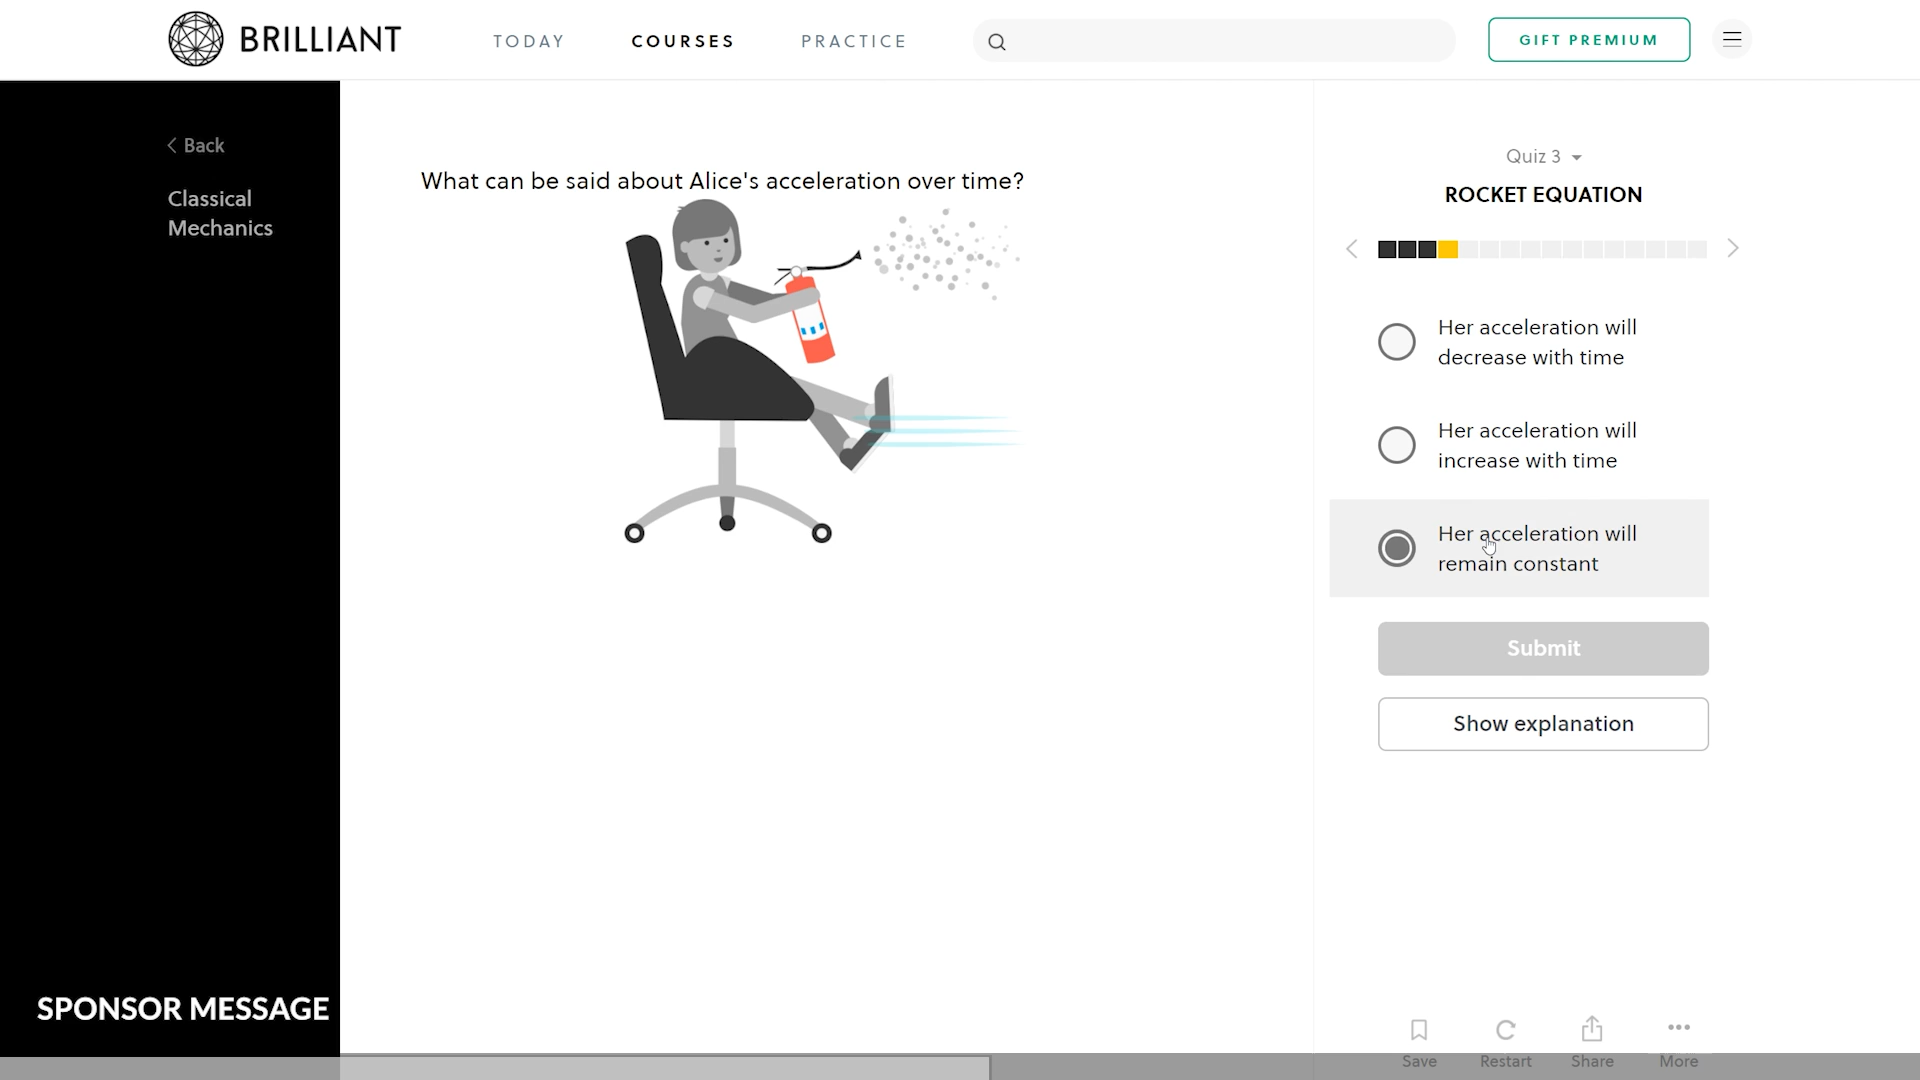 BRILLIANT
TODAY
COURSES
PRACTICE
GIFT PREMIUM
Back
Classical
Mechanics
What can be said about Alice's acceleration over time?
Quiz 3
ROCKET EQUATION
Her acceleration will
decrease with time
Her acceleration will
increase with time
Her acceleration will
remain constant
Submit
Show explanation
SPONSOR MESSAGE
Save
Restart
Share
More